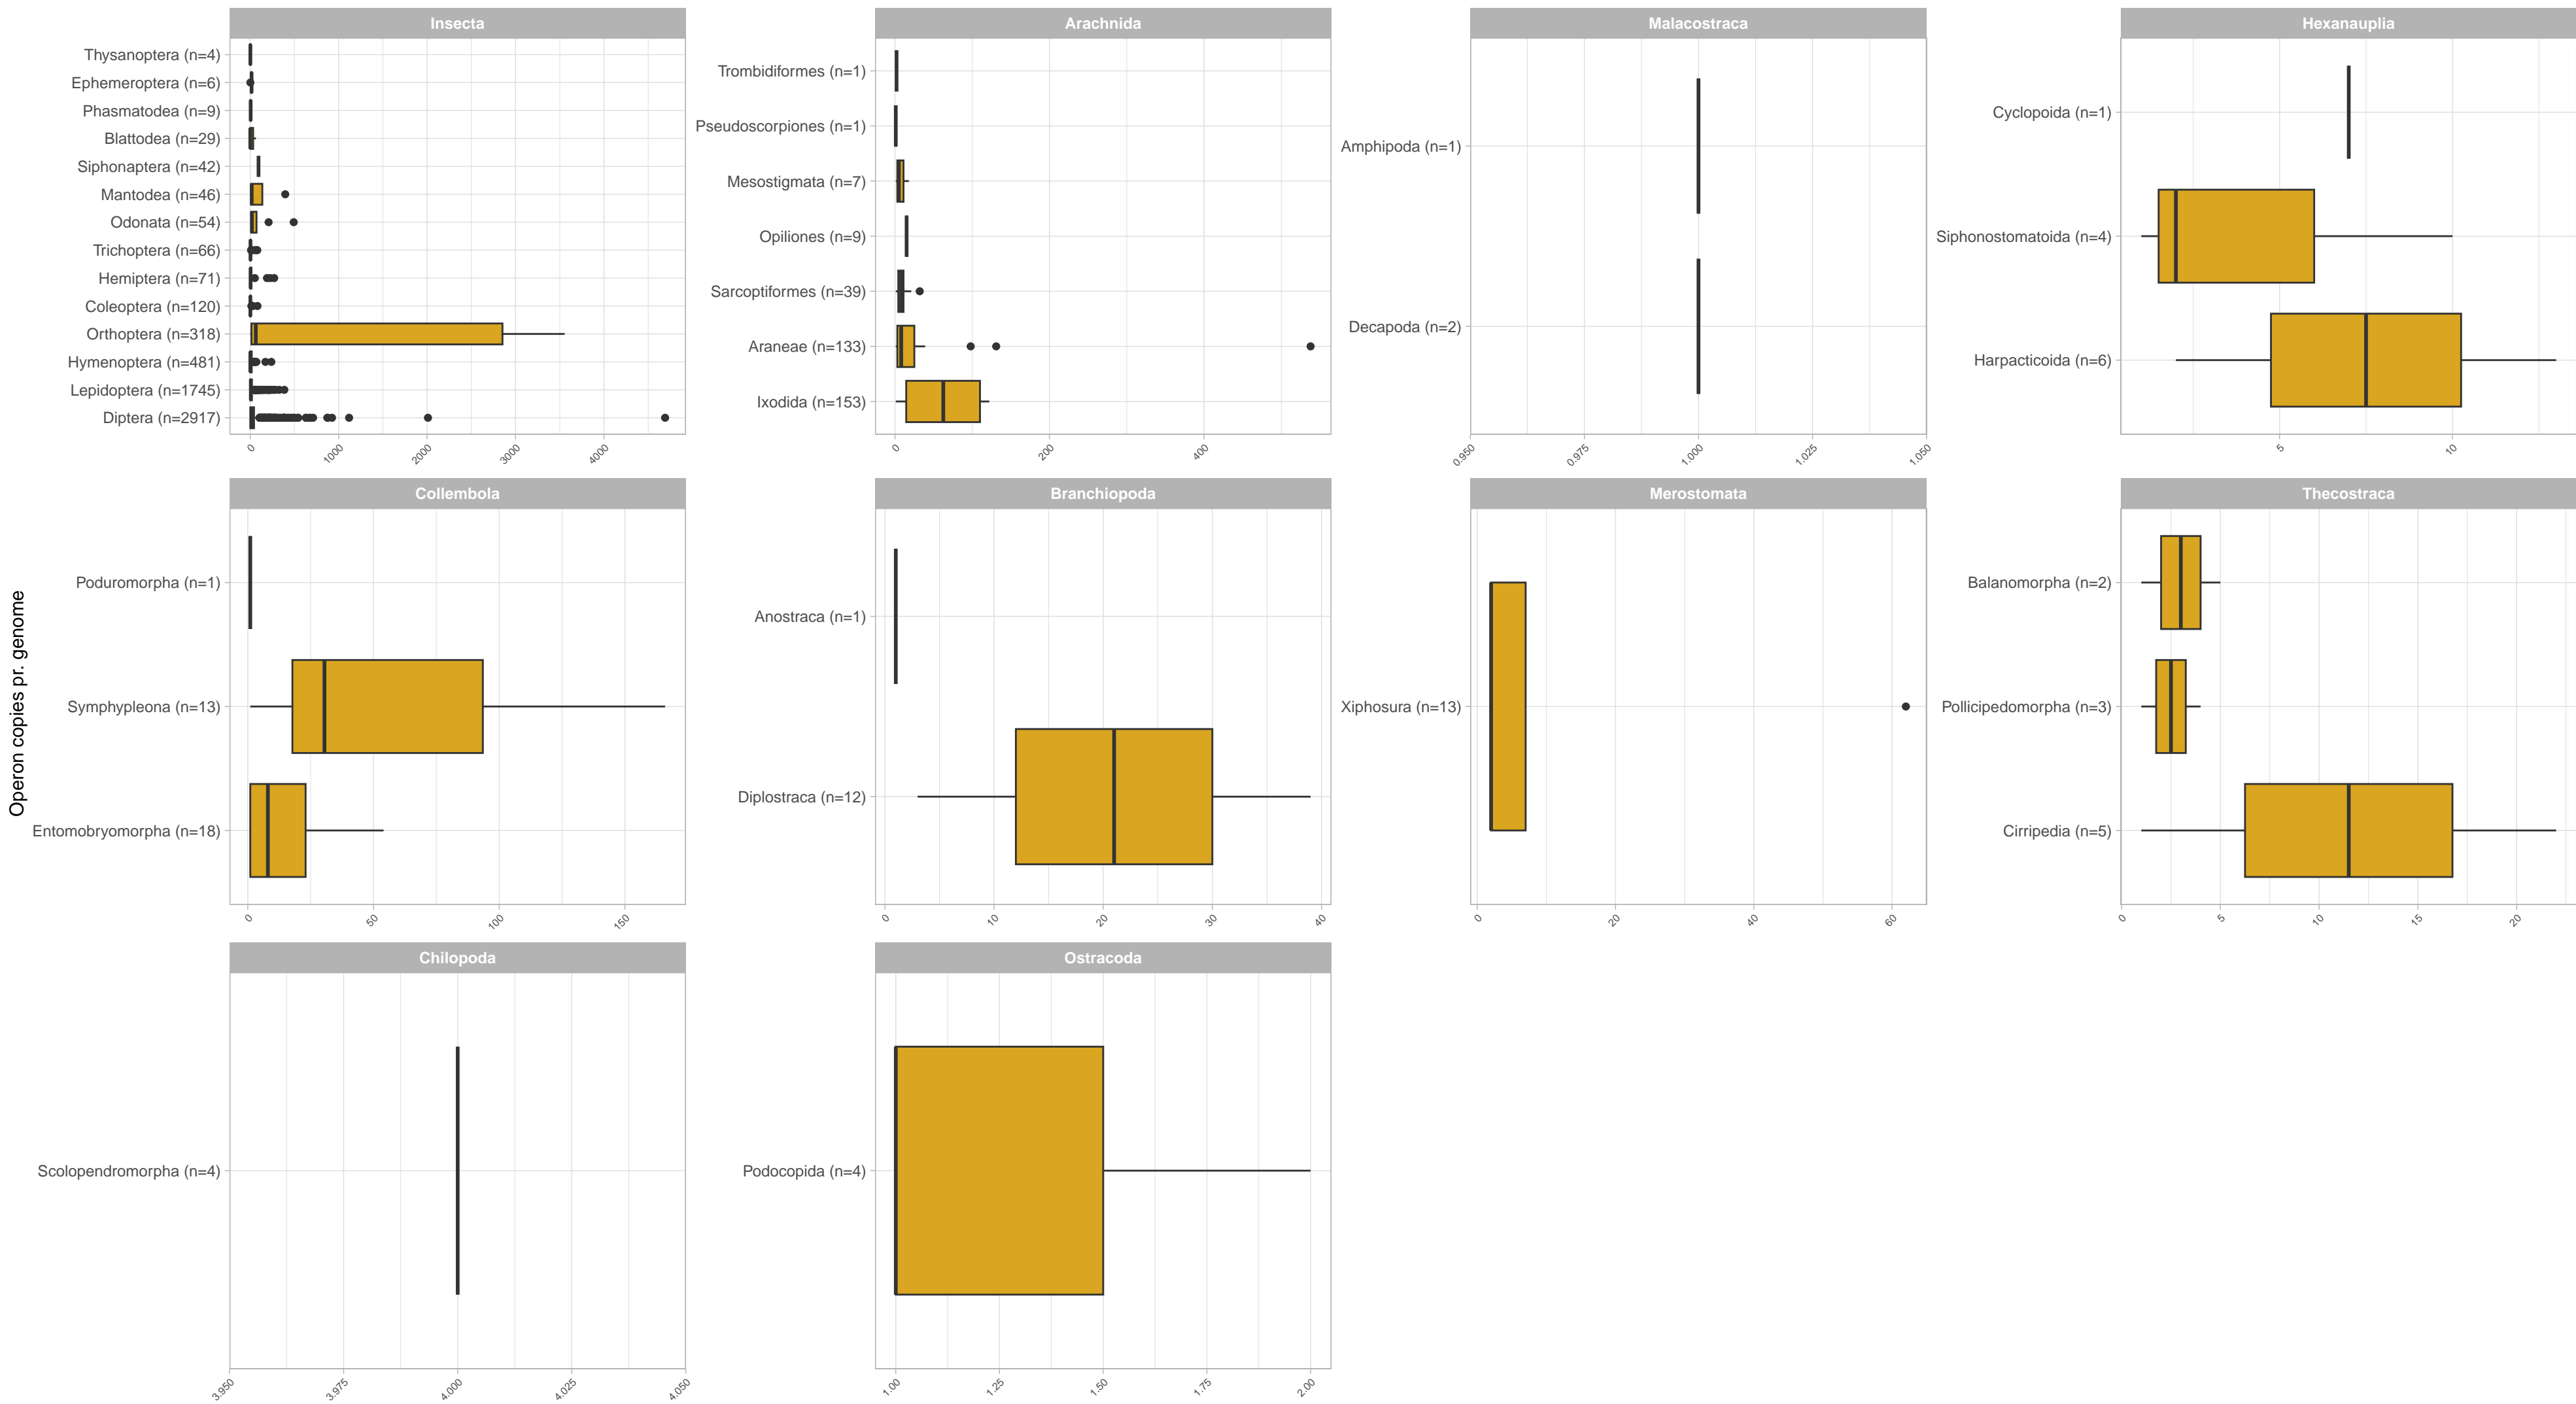 Operon copies pr. genome
Insecta
Thysanoptera (n=4)
Ephemeroptera (n=6)
Phasmatodea (n=9)
Blattodea (n=29)
Siphonaptera (n=42)
Mantodea (n=46)
Odonata (n=54)
Trichoptera (n=66)
Hemiptera (n=71)
Coleoptera (n=120)
Orthoptera (n=318)
Hymenoptera (n=481)
Lepidoptera (n=1745)
Diptera (n=2917)
0 1000 2000 3000 4000
Arachnida
Trombidiformes (n=1)
Pseudoscorpiones (n=1)
Mesostigmata (n=7)
Opiliones (n=9)
Sarcoptiformes (n=39)
Araneae (n=133)
Ixodida (n=153)
0 200 400
Malacostraca
Amphipoda (n=1)
Decapoda (n=2)
0.950 0.975 1.000 1.025 1.050
Hexanauplia
Cyclopoida (n=1)
Siphonostomatoida (n=4)
Harpacticoida (n=6)
5 10
Collembola
Poduromorpha (n=1)
Symphypleona (n=13)
Entomobryomorpha (n=18)
0 50 100 150
Branchiopoda
Anostraca (n=1)
Diplostraca (n=12)
0 10 20 30 40
Merostomata
Xiphosura (n=13)
0 20 40 60
Thecostraca
Balanomorpha (n=2)
Pollicipedomorpha (n=3)
Cirripedia (n=5)
0 5 10 15 20
Chilopoda
Scolopendromorpha (n=4)
3.950 3.975 4.000 4.025 4.050
Ostracoda
Podocopida (n=4)
1.00 1.25 1.50 1.75 2.00